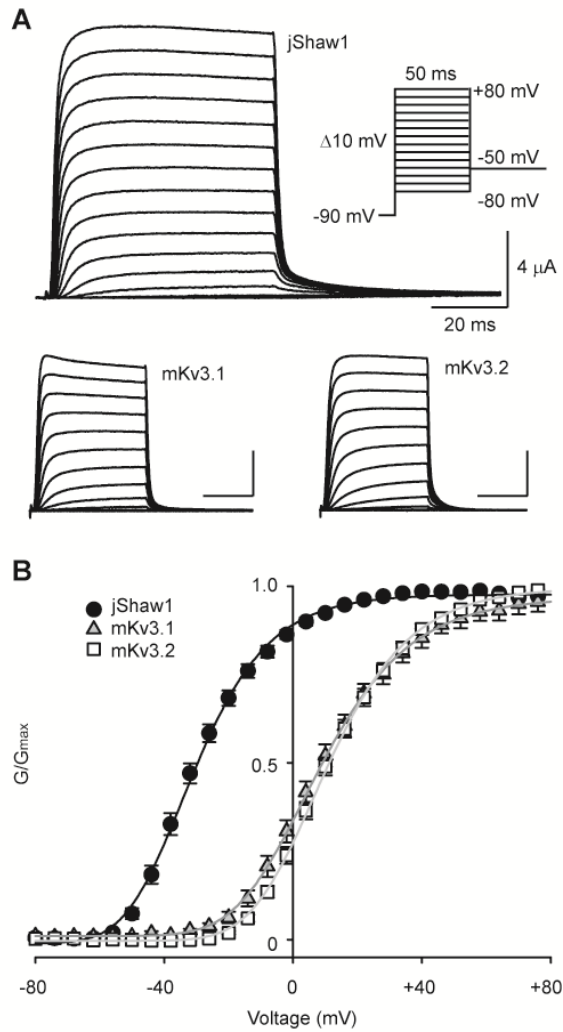 A
jShaw1
50 ms
+80 mV
Δ10 mV
-50 mV
-80 mV
-90 mV
4 µA
20 ms
mKv3.1
mKv3.2
B
jShaw1
mKv3.1
mKv3.2
G/Gmax
1.0
0.5
0
-80
-40
0
+40
+80
Voltage (mV)